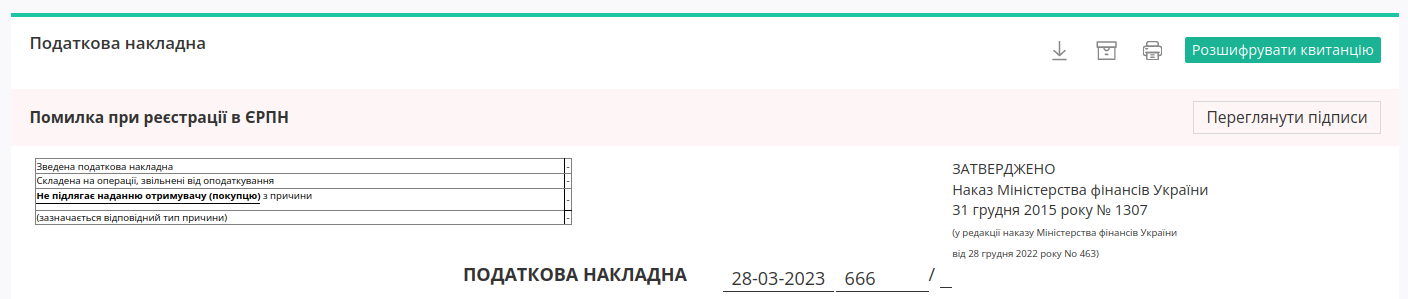 Податкова накладна
Розшифрувати квитанцію
Помилка при реєстрації в ЄРПН
Переглянути підписи
Зведена податкова накладна -
Складена на операції, звільнені від оподаткування -
Не підлягає наданню отримувачу (покупцю) з причини -
(зазначається відповідний тип причини) -
ЗАТВЕРДЖЕНО
Наказ Міністерства фінансів України
31 грудня 2015 року № 1307
(у редакції наказу Міністерства фінансів України
від 28 грудня 2022 року No 463)
ПОДАТКОВА НАКЛАДНА 28-03-2023 666 /